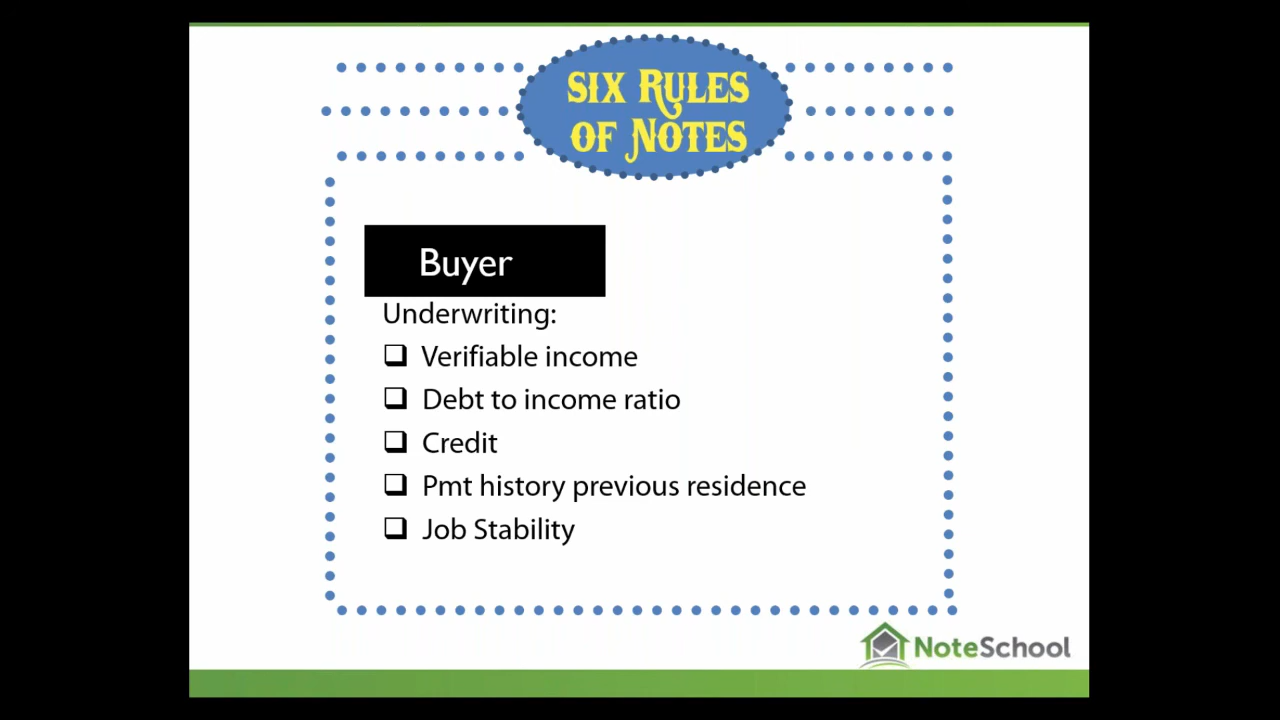 SIX RULES
OF NOTES
Buyer
Underwriting:
❑ Verifiable income
❑ Debt to income ratio
❑ Credit
❑ Pmt history previous residence
❑ Job Stability
NoteSchool